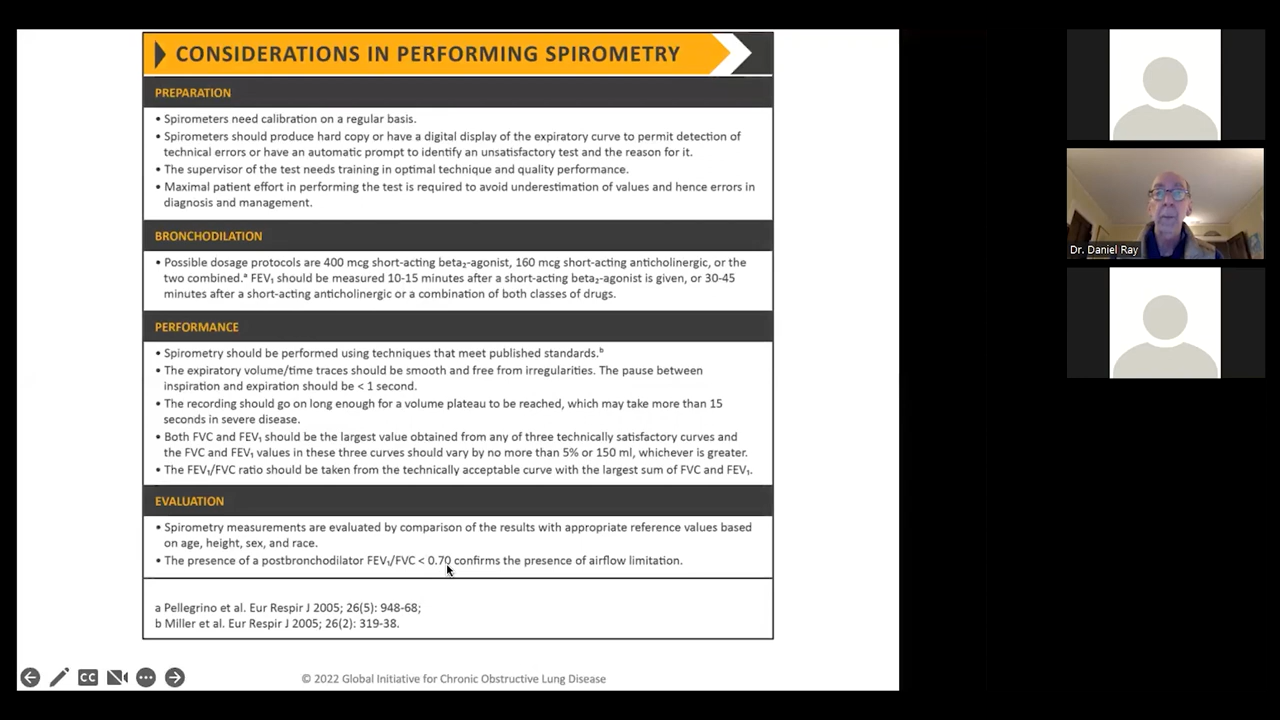 CONSIDERATIONS IN PERFORMING SPIROMETRY
PREPARATION
• Spirometers need calibration on a regular basis.
• Spirometers should produce hard copy or have a digital display of the expiratory curve to permit detection of
technical errors or have an automatic prompt to identify an unsatisfactory test and the reason for it.
• The supervisor of the test needs training in optimal technique and quality performance.
• Maximal patient effort in performing the test is required to avoid underestimation of values and hence errors in
diagnosis and management.
BRONCHODILATION
• Possible dosage protocols are 400 mcg short-acting beta₂-agonist, 160 mcg short-acting anticholinergic, or the
two combined.ᵃ FEV₁ should be measured 10-15 minutes after a short-acting beta₂-agonist is given, or 30-45
minutes after a short-acting anticholinergic or a combination of both classes of drugs.
PERFORMANCE
• Spirometry should be performed using techniques that meet published standards.ᵇ
• The expiratory volume/time traces should be smooth and free from irregularities. The pause between
inspiration and expiration should be < 1 second.
• The recording should go on long enough for a volume plateau to be reached, which may take more than 15
seconds in severe disease.
• Both FVC and FEV₁ should be the largest value obtained from any of three technically satisfactory curves and
the FVC and FEV₁ values in these three curves should vary by no more than 5% or 150 ml, whichever is greater.
• The FEV₁/FVC ratio should be taken from the technically acceptable curve with the largest sum of FVC and FEV₁.
EVALUATION
• Spirometry measurements are evaluated by comparison of the results with appropriate reference values based
on age, height, sex, and race.
• The presence of a postbronchodilator FEV₁/FVC < 0.70 confirms the presence of airflow limitation.
a Pellegrino et al. Eur Respir J 2005; 26(5): 948-68;
b Miller et al. Eur Respir J 2005; 26(2): 319-38.
CC
© 2022 Global Initiative for Chronic Obstructive Lung Disease
Dr. Daniel Ray